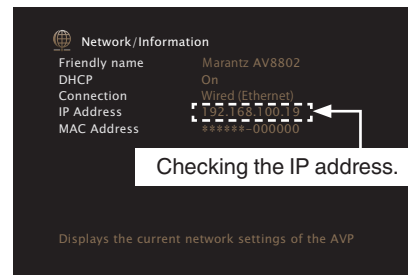 Network/Information
Friendly name Marantz AV8802
DHCP On
Connection Wired (Ethernet)
IP Address 192.168.100.19
MAC Address ******-000000
Checking the IP address.
Displays the current network settings of the AVP